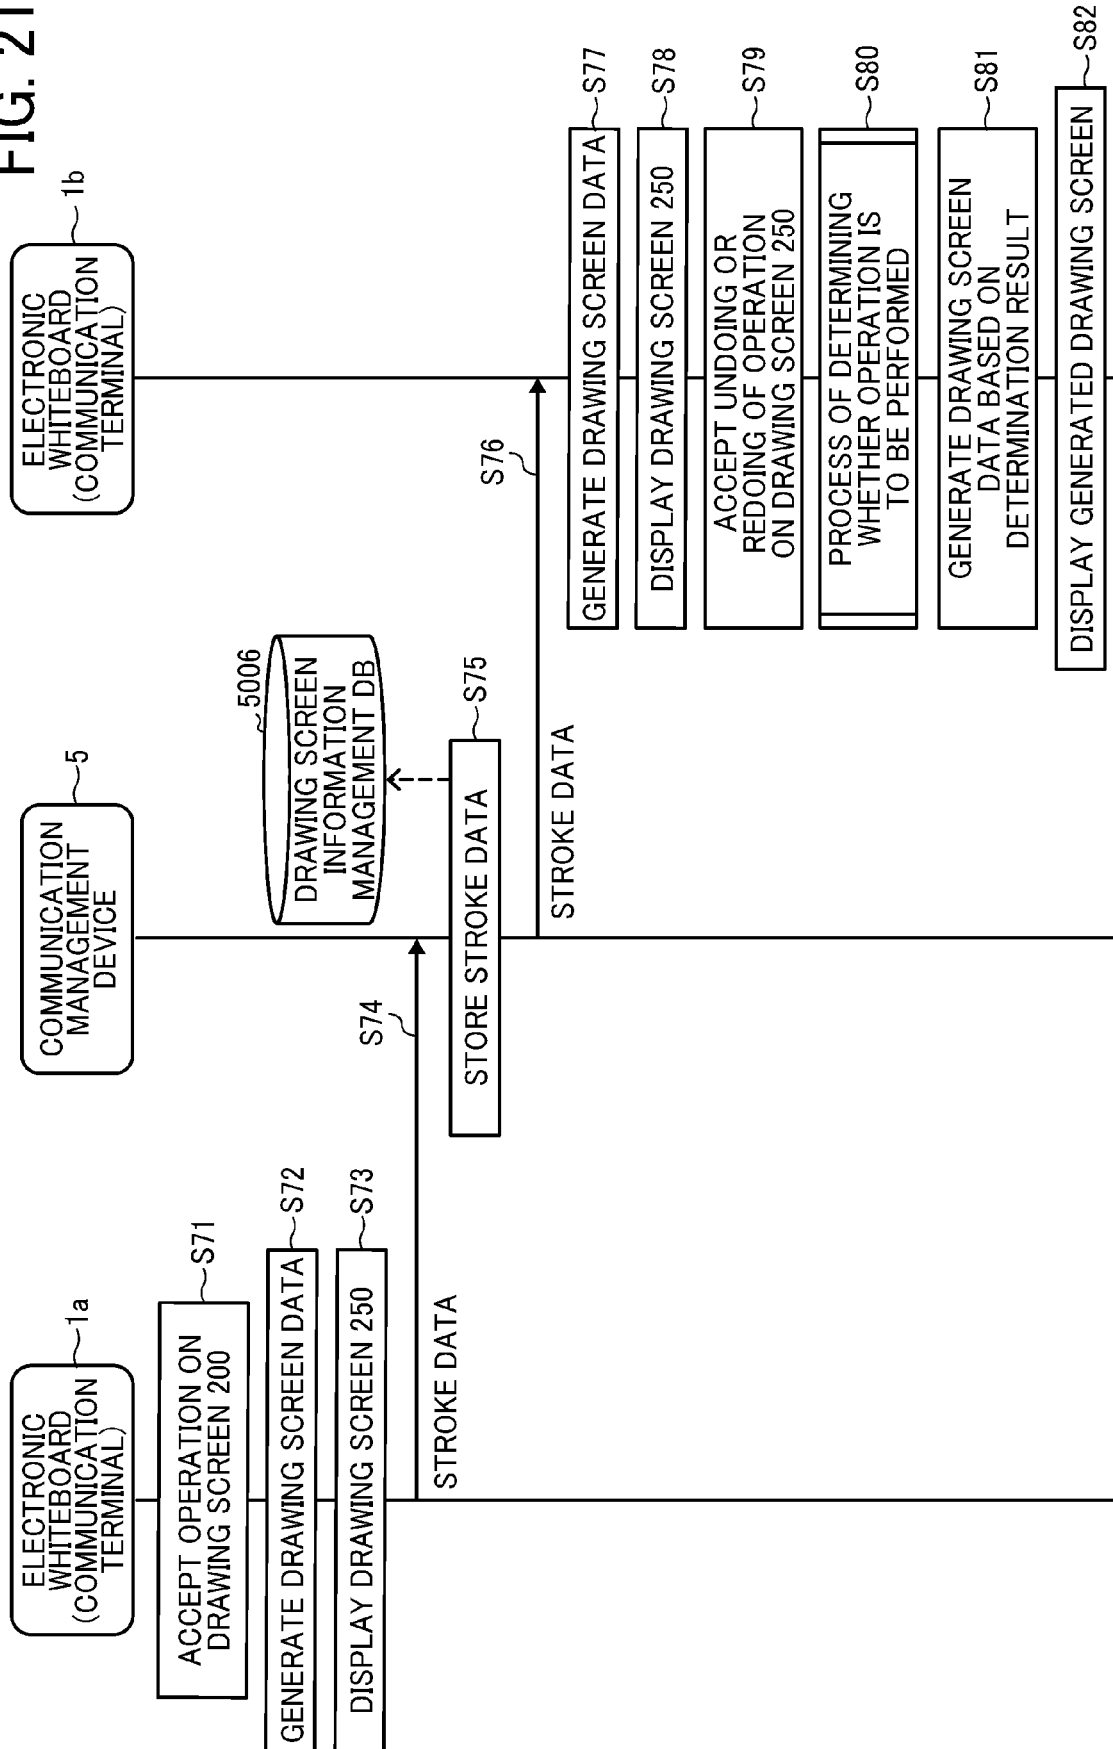 FIG. 21
ELECTRONIC
WHITEBOARD
(COMMUNICATION
TERMINAL)
1a
COMMUNICATION
MANAGEMENT
DEVICE
5
ELECTRONIC
WHITEBOARD
(COMMUNICATION
TERMINAL)
1b
ACCEPT OPERATION ON
DRAWING SCREEN 200
S71
GENERATE DRAWING SCREEN DATA
S72
DISPLAY DRAWING SCREEN 250
S73
S74
STROKE DATA
5006
DRAWING SCREEN
INFORMATION
MANAGEMENT DB
STORE STROKE DATA
S75
S76
STROKE DATA
GENERATE DRAWING SCREEN DATA
S77
DISPLAY DRAWING SCREEN 250
S78
ACCEPT UNDOING OR
REDOING OF OPERATION
ON DRAWING SCREEN 250
S79
PROCESS OF DETERMINING
WHETHER OPERATION IS
TO BE PERFORMED
S80
GENERATE DRAWING SCREEN
DATA BASED ON
DETERMINATION RESULT
S81
DISPLAY GENERATED DRAWING SCREEN
S82